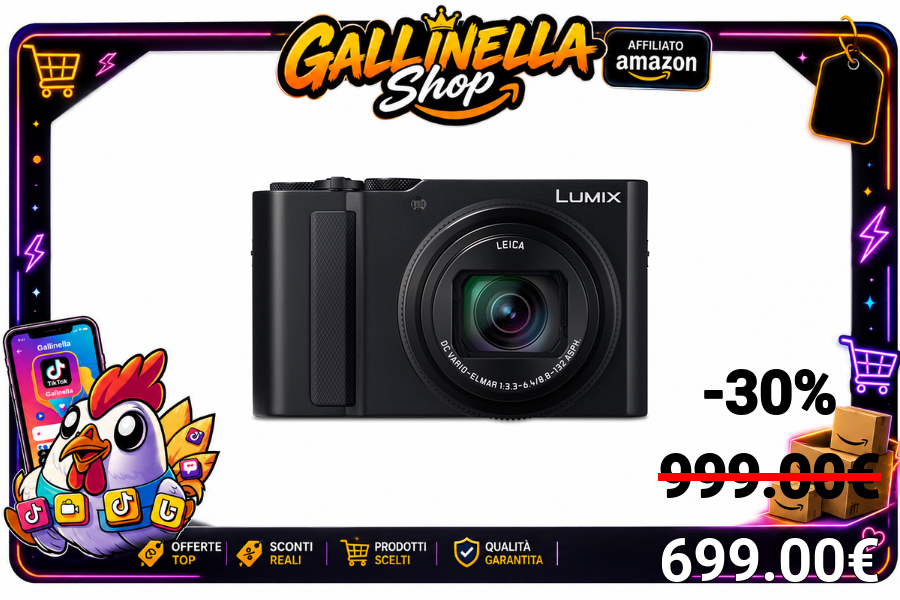 GALLINELLA
Shop
AFFILIATO
amazon
LUMIX
LEICA
DC VARIO-ELMAR 1:3.3-6.4/8.8-132 ASPH.
Gallinella
TikTok
Gallinella
-30%
999.00€
699.00€
OFFERTE
TOP
SCONTI
REALI
PRODOTTI
SCELTI
QUALITÀ
GARANTITA